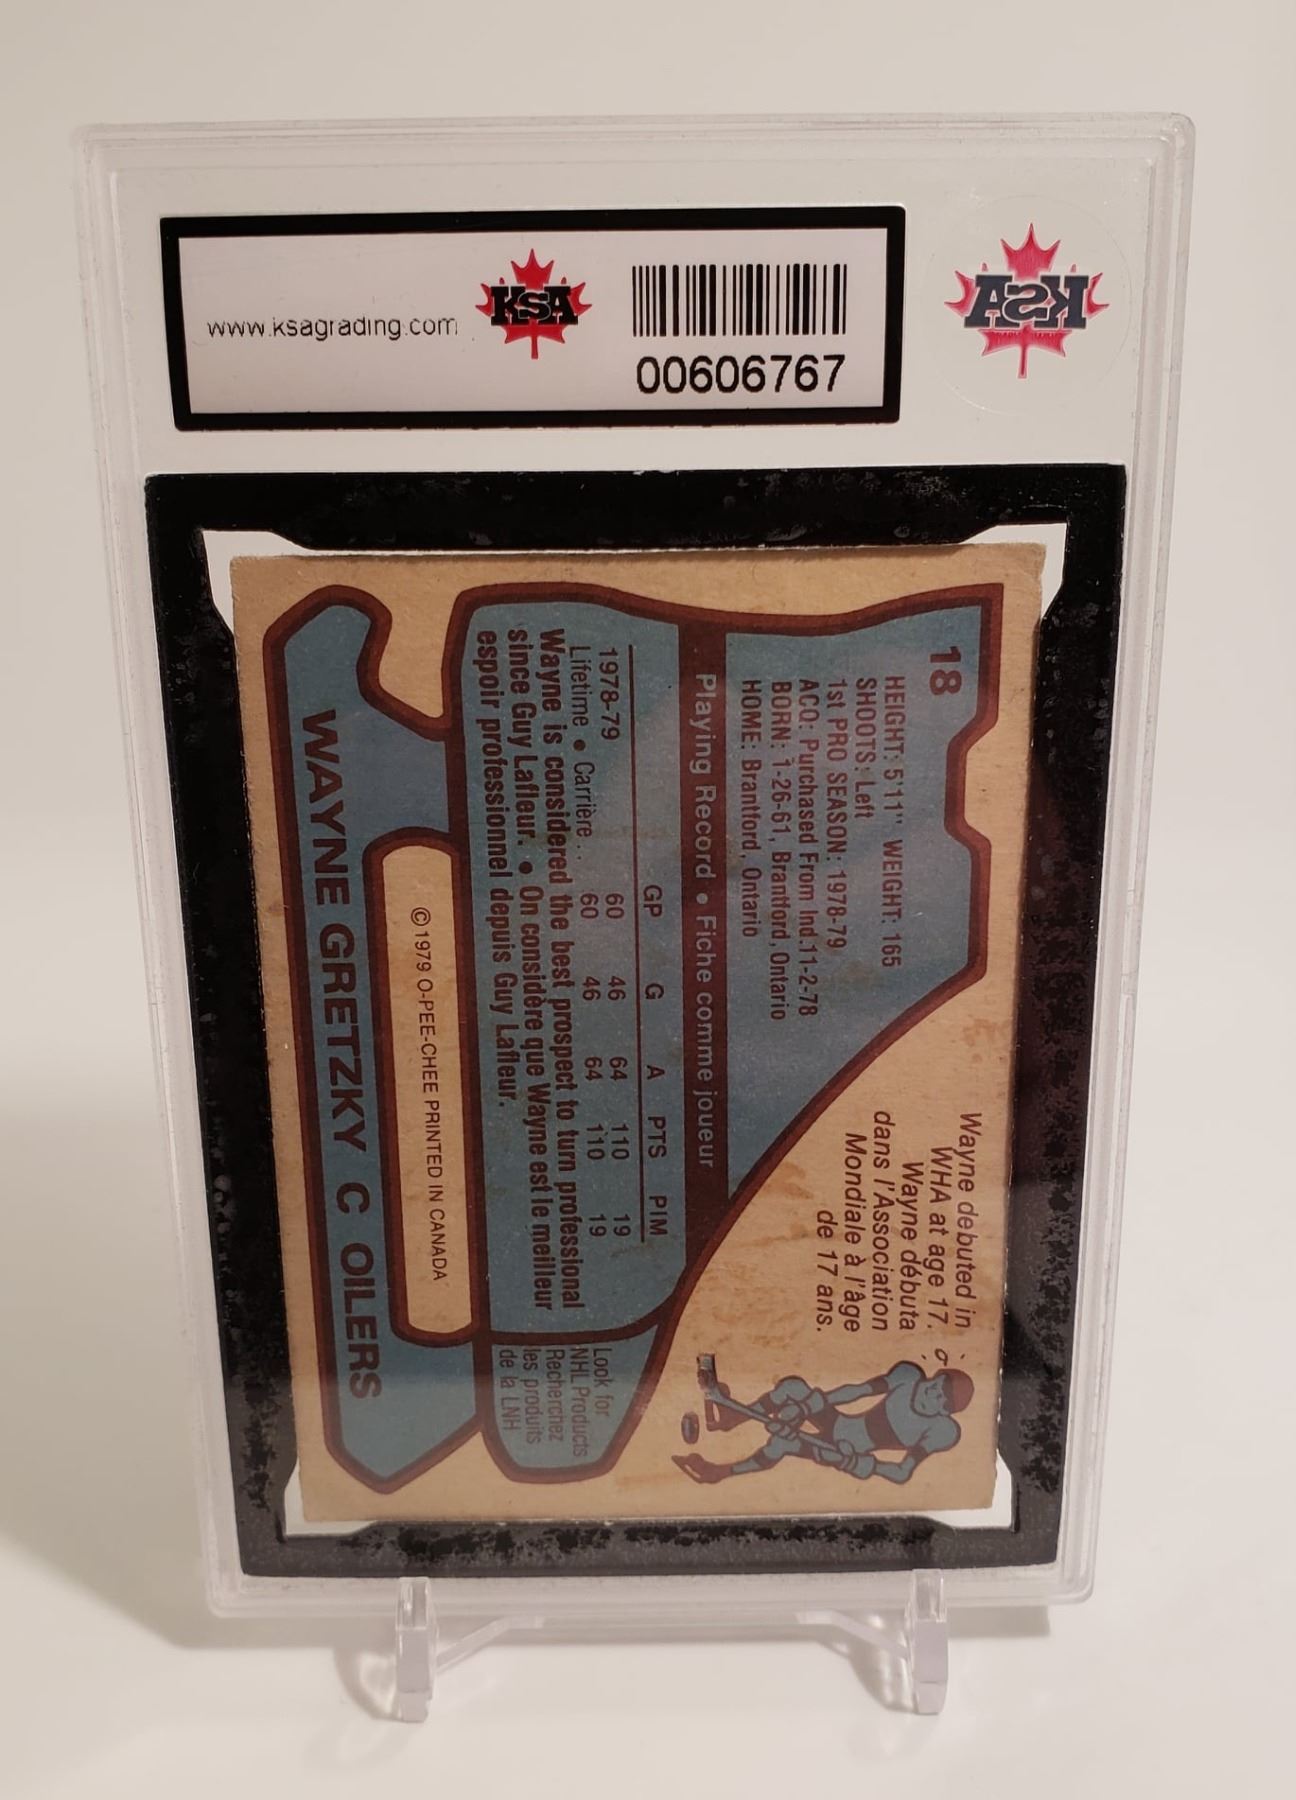 www.ksagrading.com
KSA
00606767
KSA
18
HEIGHT: 5'11" WEIGHT: 165
SHOOTS: Left
1st PRO SEASON: 1978-79
ACQ: Purchased From Ind.11-2-78
BORN: 1-26-61, Brantford, Ontario
HOME: Brantford, Ontario
Wayne debuted in
WHA at age 17.
Wayne débuta
dans l'Association
Mondiale à l'âge
de 17 ans.
Playing Record • Fiche comme joueur
GP G A PTS PIM
1978-79 60 46 64 110 19
Lifetime • Carrière.. 60 46 64 110 19
Wayne is considered the best prospect to turn professional
since Guy Lafleur. • On considère que Wayne est le meilleur
espoir professionnel depuis Guy Lafleur.
Look for
NHL Products
Recherchez
les produits
de la LNH
© 1979 O-PEE-CHEE PRINTED IN CANADA
WAYNE GRETZKY C OILERS